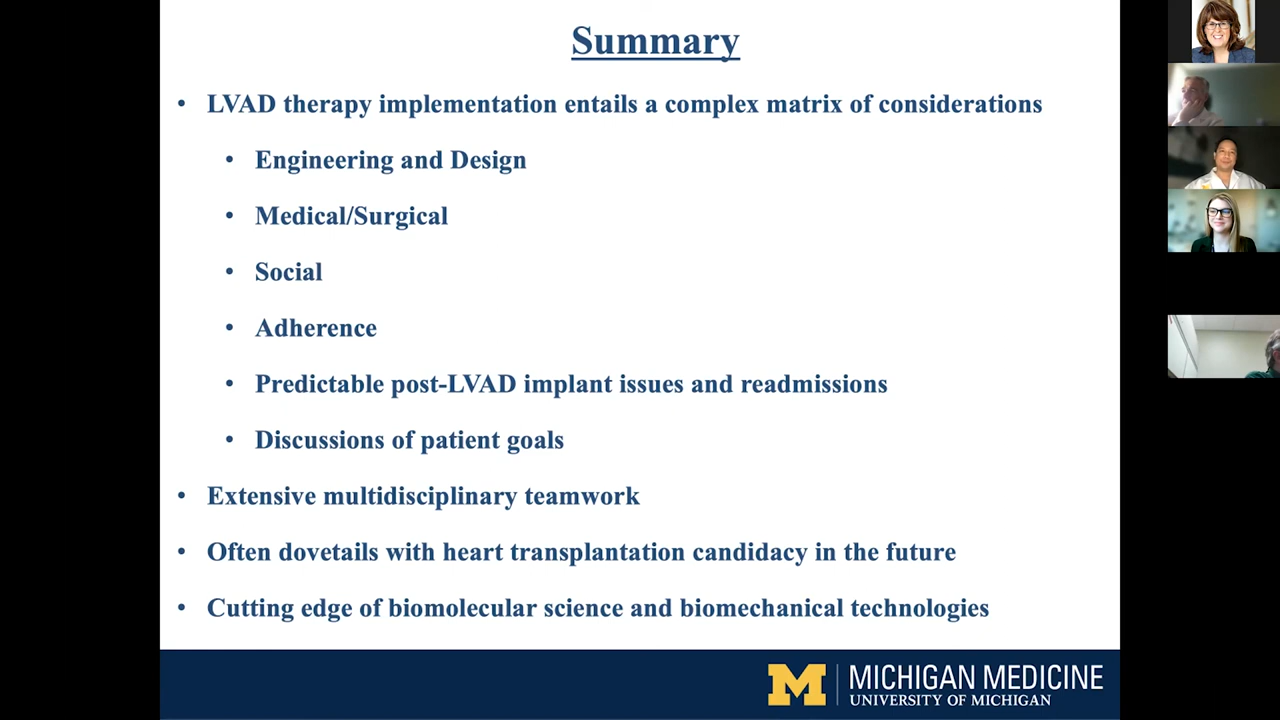 Summary
• LVAD therapy implementation entails a complex matrix of considerations
• Engineering and Design
• Medical/Surgical
• Social
• Adherence
• Predictable post-LVAD implant issues and readmissions
• Discussions of patient goals
• Extensive multidisciplinary teamwork
• Often dovetails with heart transplantation candidacy in the future
• Cutting edge of biomolecular science and biomechanical technologies
M MICHIGAN MEDICINE
UNIVERSITY OF MICHIGAN